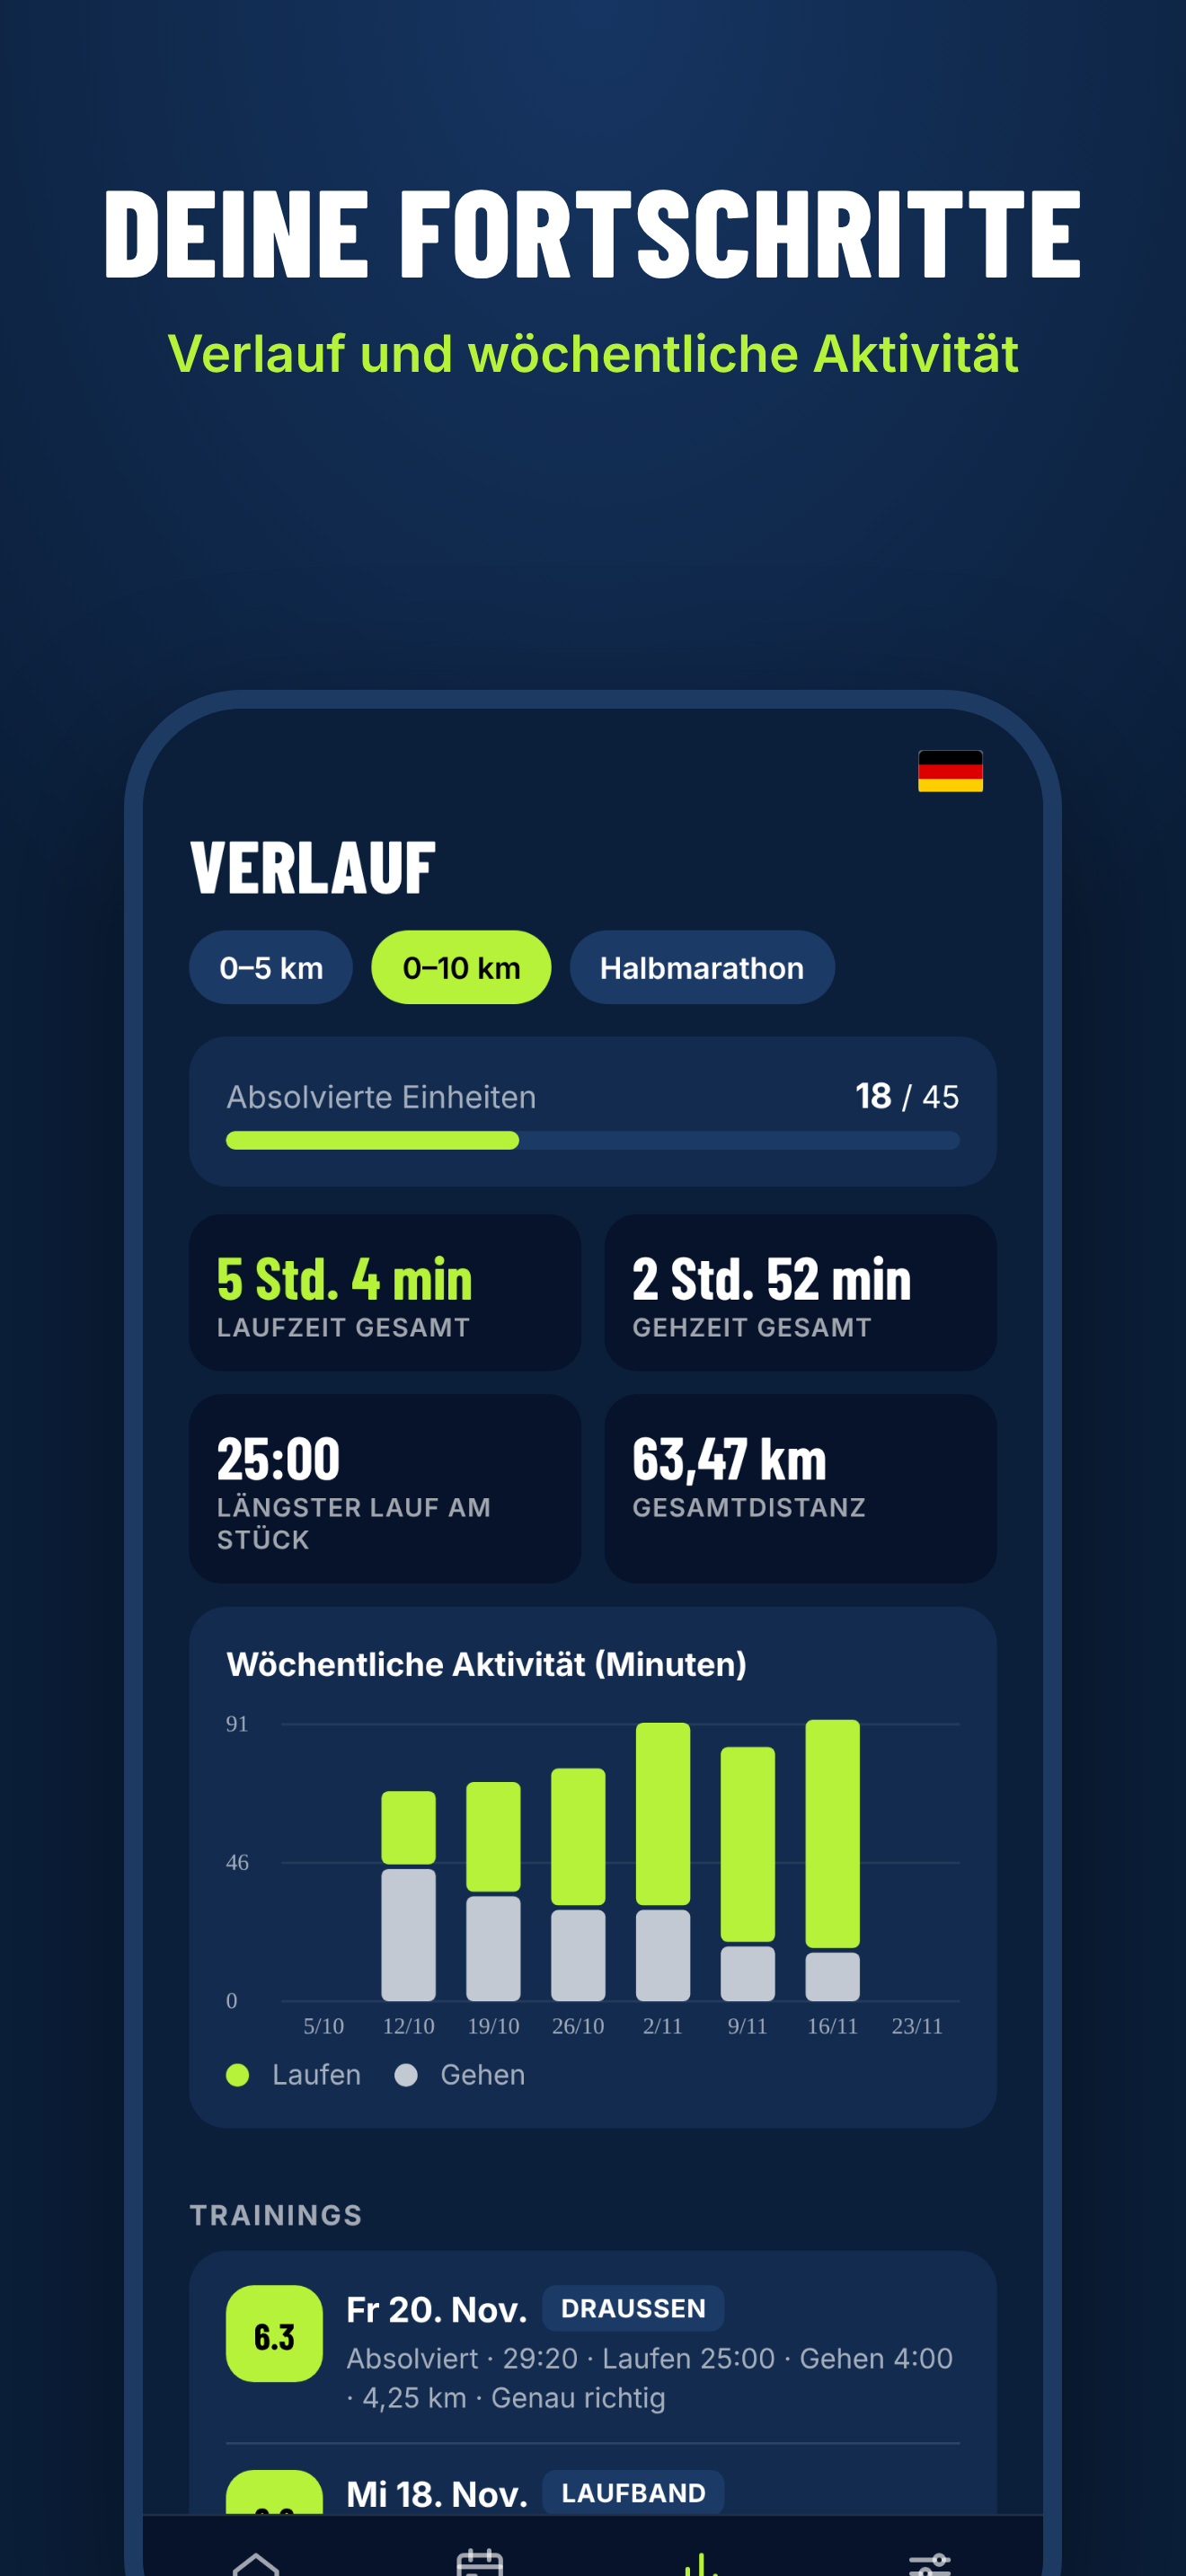 DEINE FORTSCHRITTE
Verlauf und wöchentliche Aktivität
VERLAUF
0–5 km
0–10 km
Halbmarathon
Absolvierte Einheiten
18 / 45
5 Std. 4 min
LAUFZEIT GESAMT
2 Std. 52 min
GEHZEIT GESAMT
25:00
LÄNGSTER LAUF AM
STÜCK
63,47 km
GESAMTDISTANZ
Wöchentliche Aktivität (Minuten)
91
46
0
5/10 12/10 19/10 26/10 2/11 9/11 16/11 23/11
Laufen Gehen
TRAININGS
6.3
Fr 20. Nov. DRAUSSEN
Absolviert · 29:20 · Laufen 25:00 · Gehen 4:00
· 4,25 km · Genau richtig
Mi 18. Nov. LAUFBAND